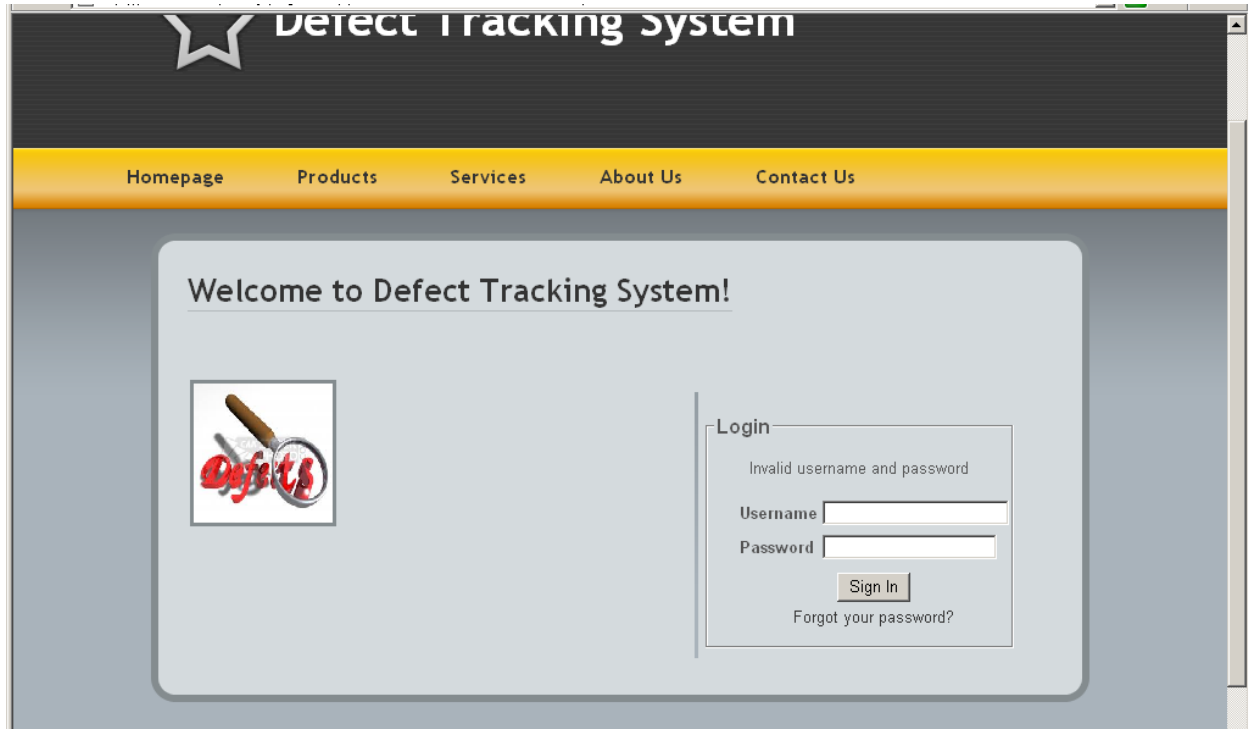 Defect Tracking System
Homepage Products Services About Us Contact Us
Welcome to Defect Tracking System!
Defects
Login
Invalid username and password
Username
Password
Sign In
Forgot your password?